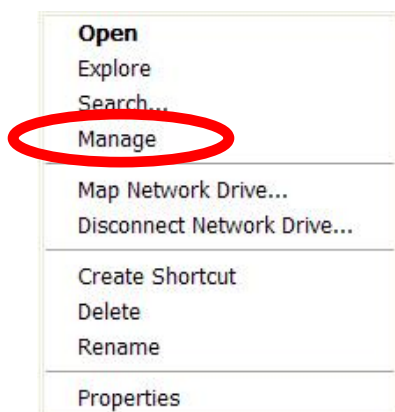 Open
Explore
Search...
Manage
Map Network Drive...
Disconnect Network Drive...
Create Shortcut
Delete
Rename
Properties